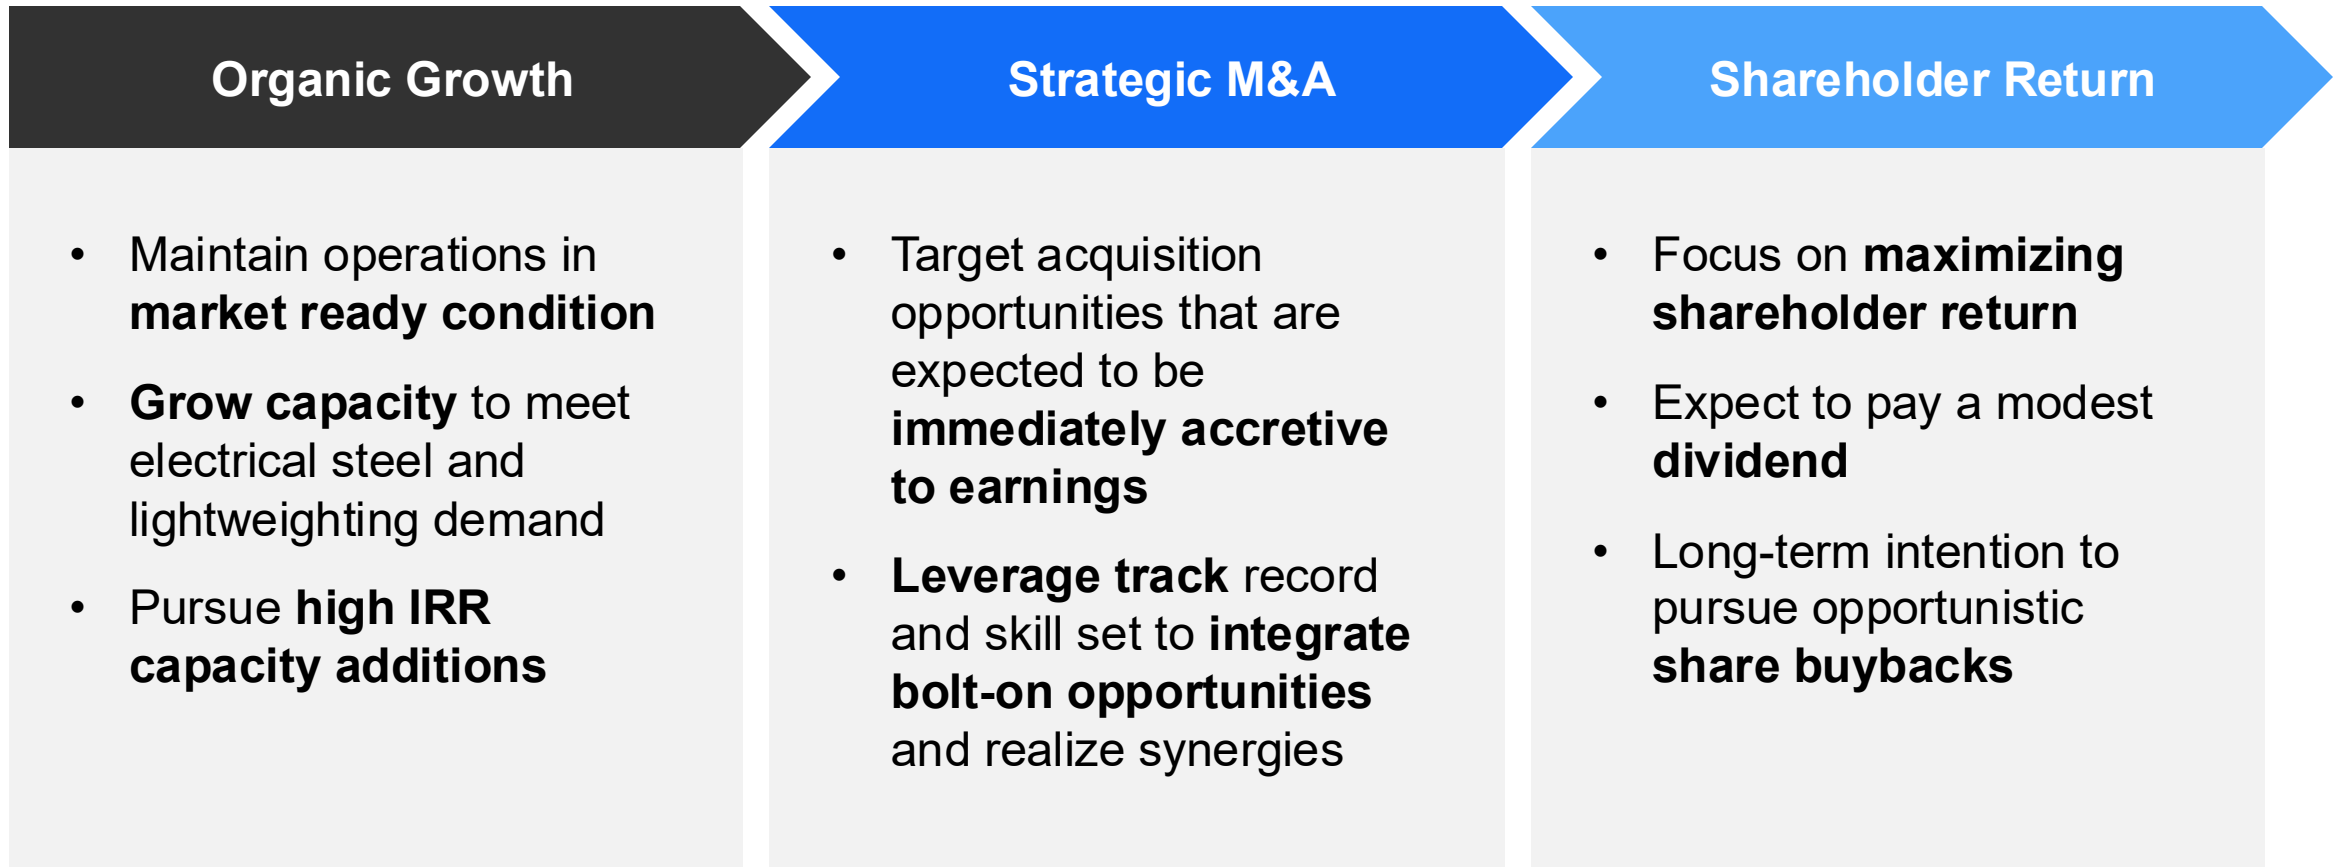 Organic Growth
Strategic M&A
Shareholder Return
• Maintain operations in
market ready condition
• Grow capacity to meet
electrical steel and
lightweighting demand
• Pursue high IRR
capacity additions
• Target acquisition
opportunities that are
expected to be
immediately accretive
to earnings
• Leverage track record
and skill set to integrate
bolt-on opportunities
and realize synergies
• Focus on maximizing
shareholder return
• Expect to pay a modest
dividend
• Long-term intention to
pursue opportunistic
share buybacks